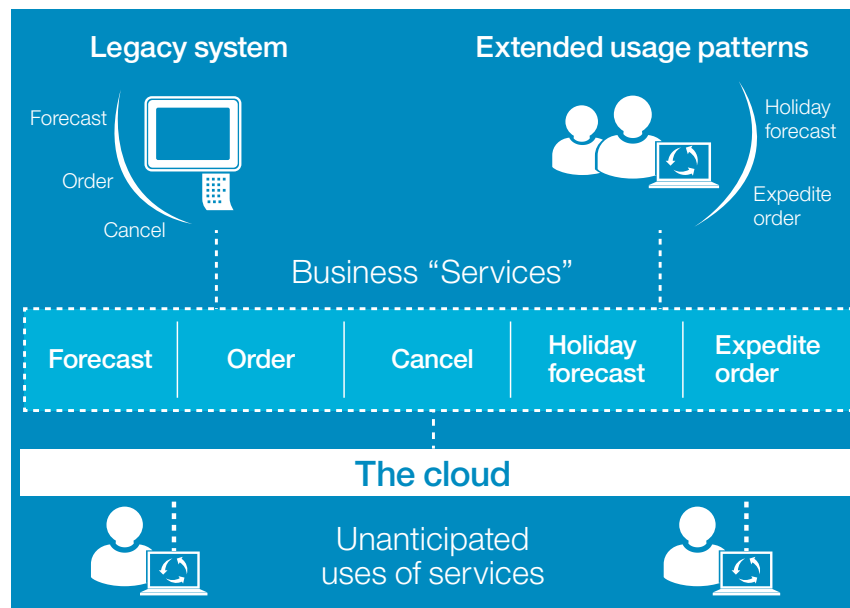 Legacy system
Extended usage patterns
Forecast
Order
Cancel
Holiday
forecast
Expedite
order
Business “Services”
Forecast
Order
Cancel
Holiday
forecast
Expedite
order
The cloud
Unanticipated
uses of services